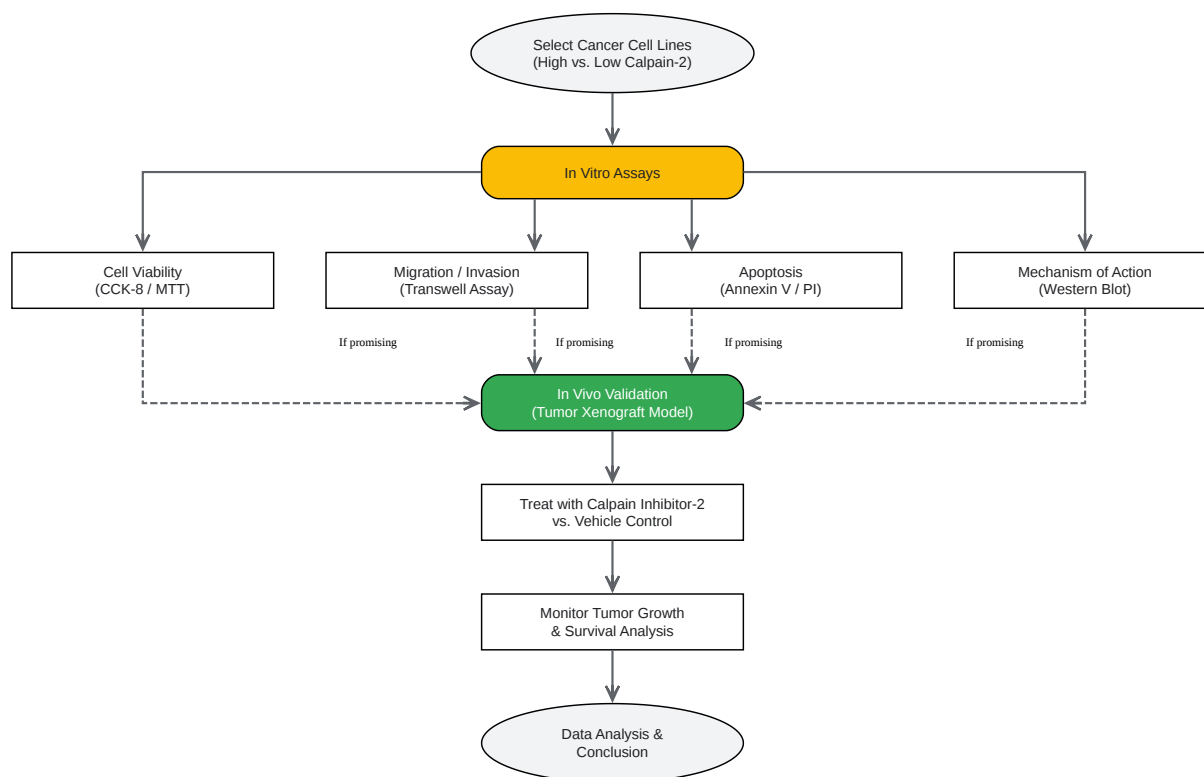 Select Cancer Cell Lines
(High vs. Low Calpain-2)
In Vitro Assays
Cell Viability
(CCK-8 / MTT)
Migration / Invasion
(Transwell Assay)
Apoptosis
(Annexin V / PI)
Mechanism of Action
(Western Blot)
If promising
If promising
If promising
If promising
In Vivo Validation
(Tumor Xenograft Model)
Treat with Calpain Inhibitor-2
vs. Vehicle Control
Monitor Tumor Growth
& Survival Analysis
Data Analysis &
Conclusion